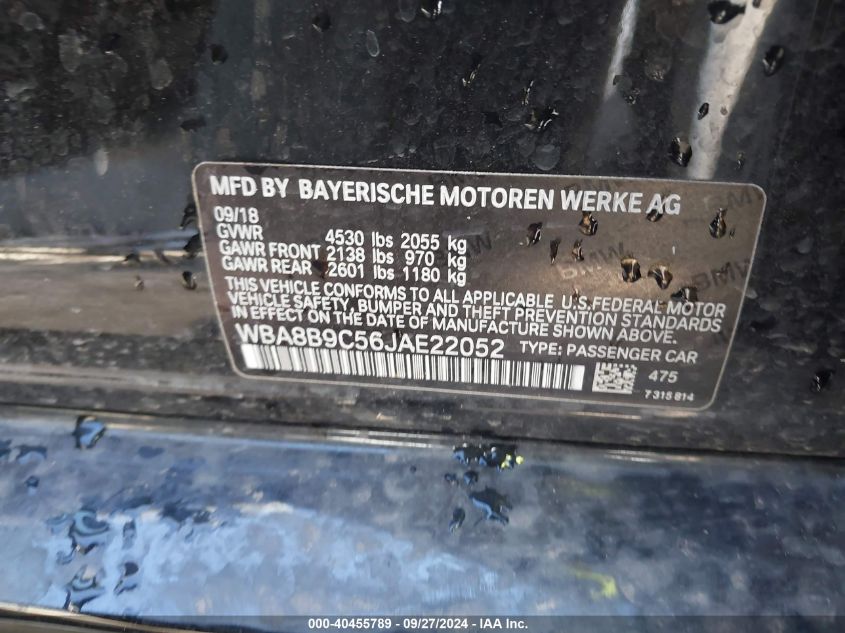 MFD BY BAYERISCHE MOTOREN WERKE AG
09/18
GVWR 4530 lbs 2055 kg
GAWR FRONT 2138 lbs 970 kg
GAWR REAR 2601 lbs 1180 kg
THIS VEHICLE CONFORMS TO ALL APPLICABLE U.S.FEDERAL MOTOR
VEHICLE SAFETY, BUMPER AND THEFT PREVENTION STANDARDS
IN EFFECT ON THE DATE OF MANUFACTURE SHOWN ABOVE.
WBA8B9C56JAE22052 TYPE: PASSENGER CAR
475
7315814
000-40455789 - 09/27/2024 - IAA Inc.